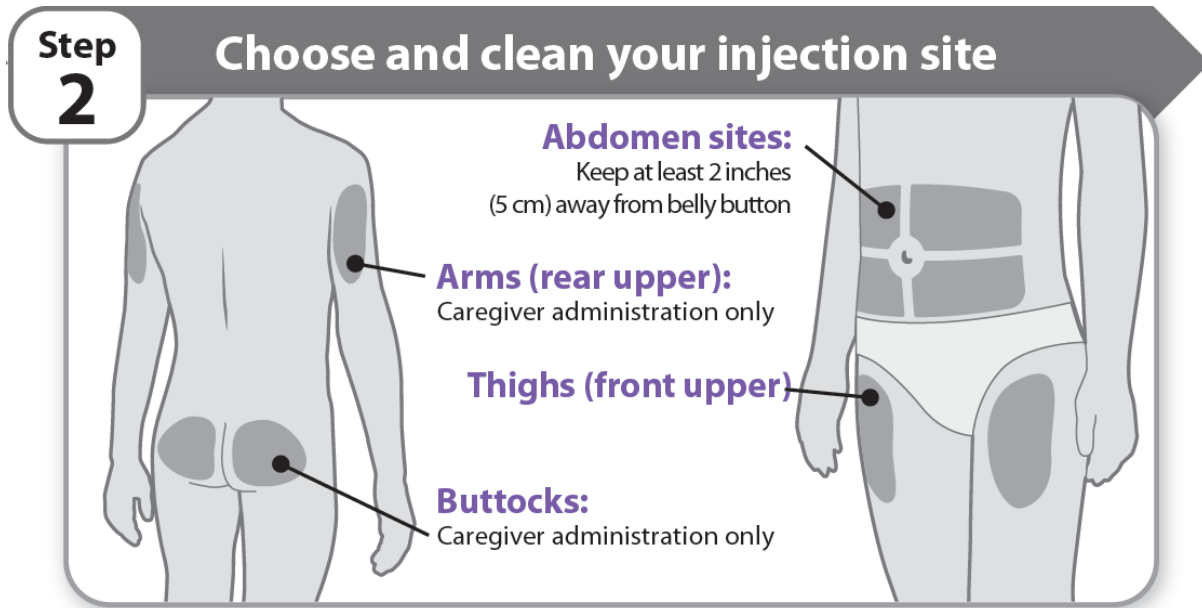 Step
2
Choose and clean your injection site
Abdomen sites:
Keep at least 2 inches
(5 cm) away from belly button
Arms (rear upper):
Caregiver administration only
Thighs (front upper)
Buttocks:
Caregiver administration only